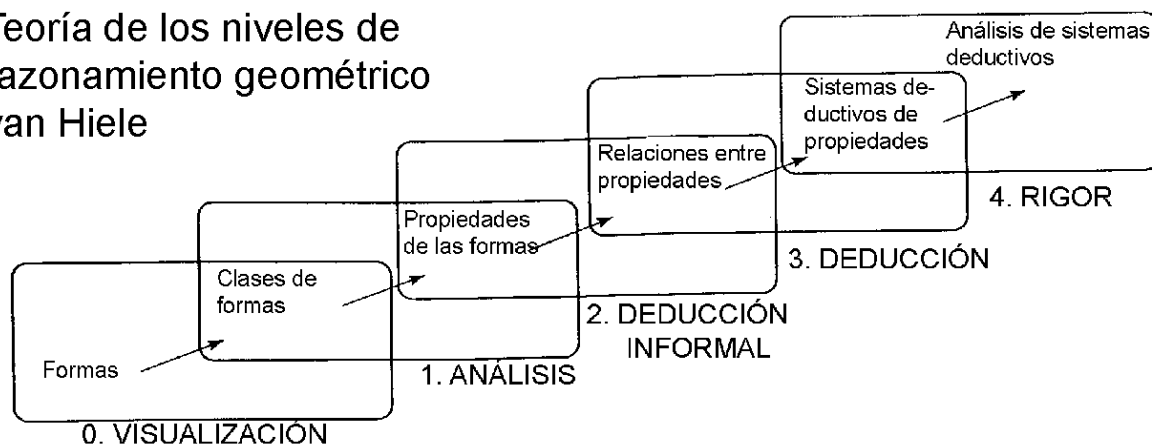 Teoría de los niveles de
razonamiento geométrico
van Hiele
Análisis de sistemas
deductivos
Sistemas de-
ductivos de
propiedades
4. RIGOR
Relaciones entre
propiedades
3. DEDUCCIÓN
Propiedades
de las formas
2. DEDUCCIÓN
INFORMAL
Clases de
formas
1. ANÁLISIS
Formas
0. VISUALIZACIÓN